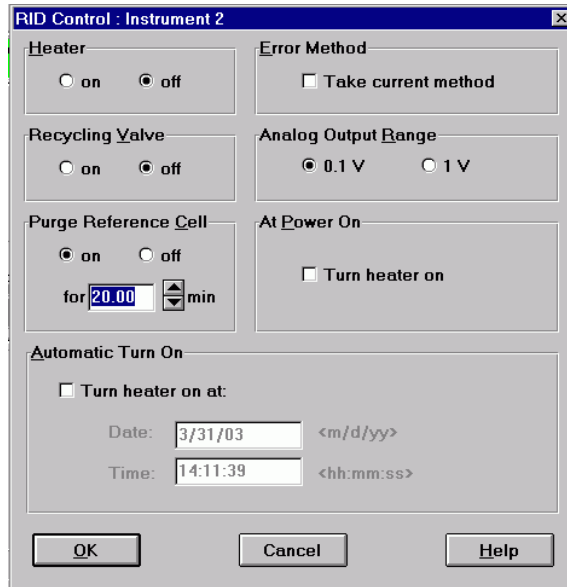 RID Control : Instrument 2
Heater
on off
Error Method
Take current method
Recycling Valve
on off
Analog Output Range
0.1 V 1 V
Purge Reference Cell
on off
for 20.00 min
At Power On
Turn heater on
Automatic Turn On
Turn heater on at:
Date: 3/31/03 <m/d/yy>
Time: 14:11:39 <hh:mm:ss>
OK Cancel Help